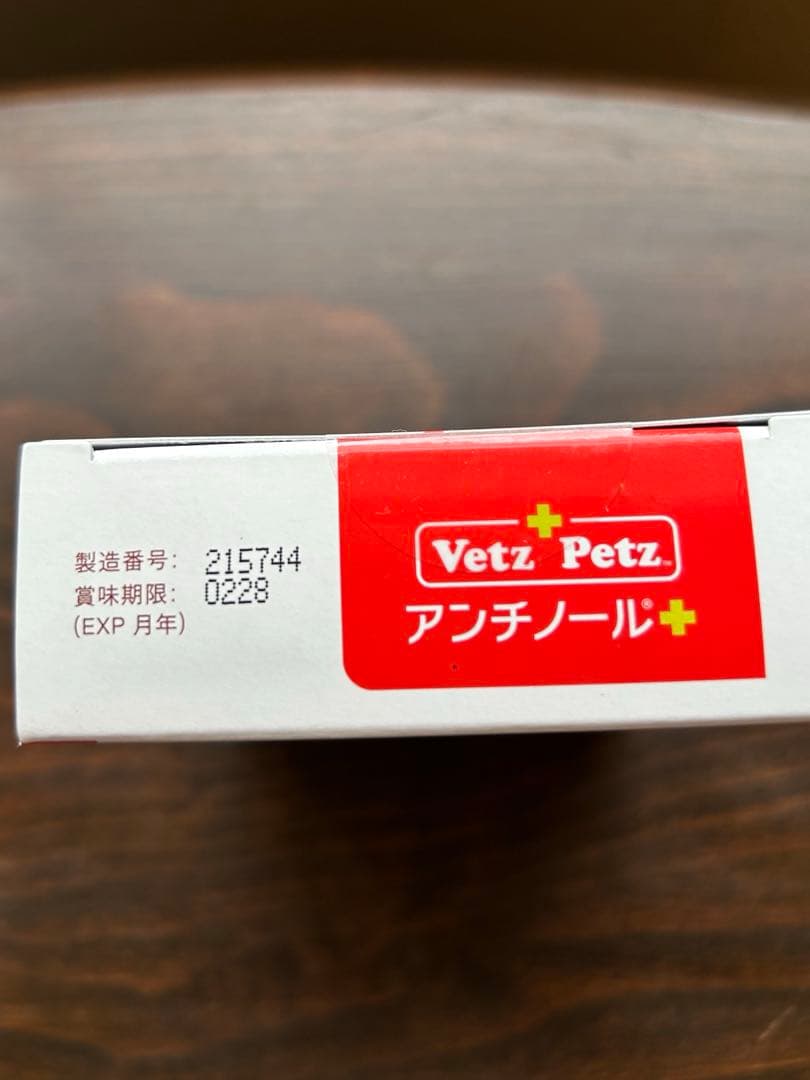 製造番号: 215744
賞味期限: 0228
(EXP 月年)
Vetz Petz™
アンチノール®